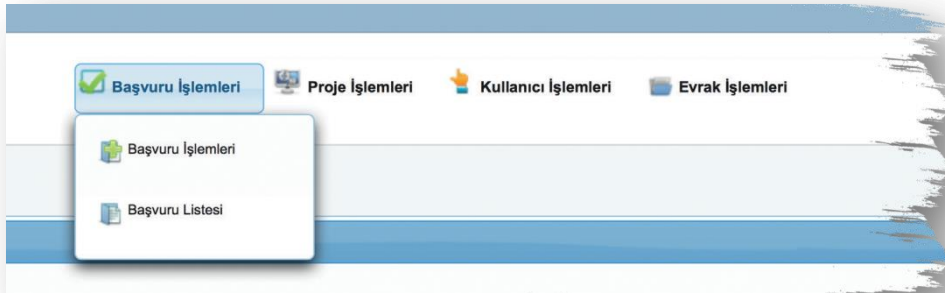 Başvuru İşlemleri
Proje İşlemleri
Kullanıcı İşlemleri
Evrak İşlemleri
Başvuru İşlemleri
Başvuru Listesi